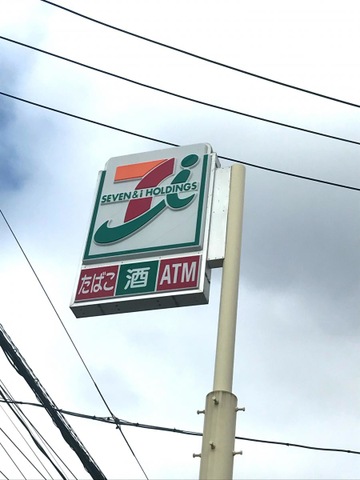 SEVEN & i HOLDINGS
たばこ 酒 ATM